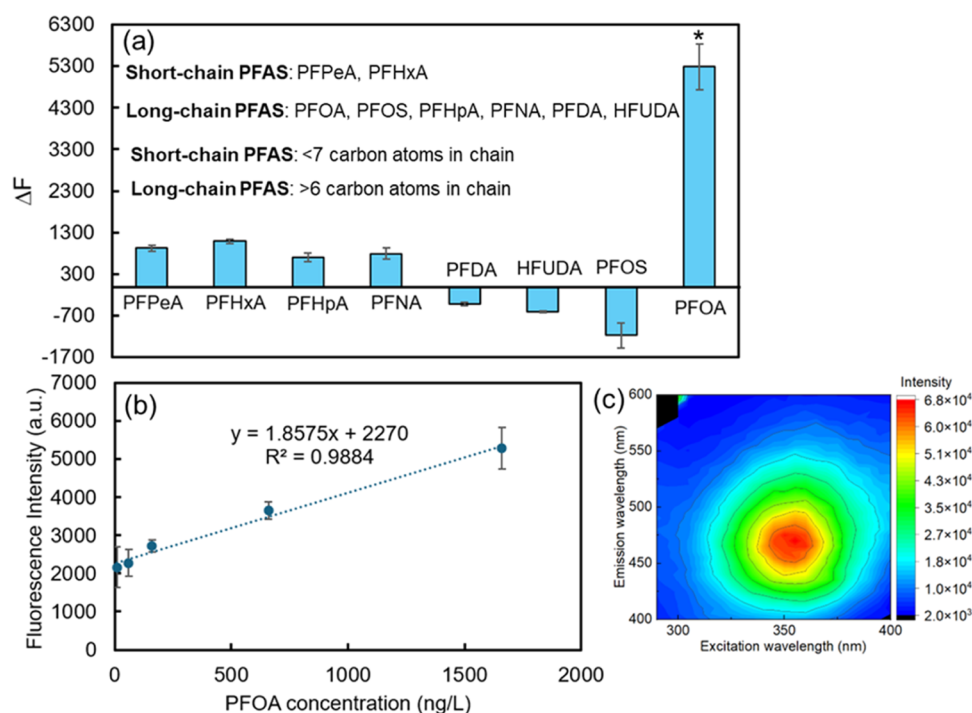 (a)
6300
5300
4300
3300
2300
1300
300
-700
-1700
ΔF
Short-chain PFAS: PFPeA, PFHxA
Long-chain PFAS: PFOA, PFOS, PFHpA, PFNA, PFDA, HFUDA
Short-chain PFAS: <7 carbon atoms in chain
Long-chain PFAS: >6 carbon atoms in chain
*
PFPeA PFHxA PFHpA PFNA PFDA HFUDA PFOS PFOA
(b)
7000
6000
5000
4000
3000
2000
1000
0
Fluorescence Intensity (a.u.)
y = 1.8575x + 2270
R² = 0.9884
0 500 1000 1500 2000
PFOA concentration (ng/L)
(c)
600
550
500
450
400
Emission wavelength (nm)
300 350 400
Excitation wavelength (nm)
Intensity
6.8×10⁴
6.0×10⁴
5.1×10⁴
4.3×10⁴
3.5×10⁴
2.7×10⁴
1.8×10⁴
1.0×10⁴
2.0×10³